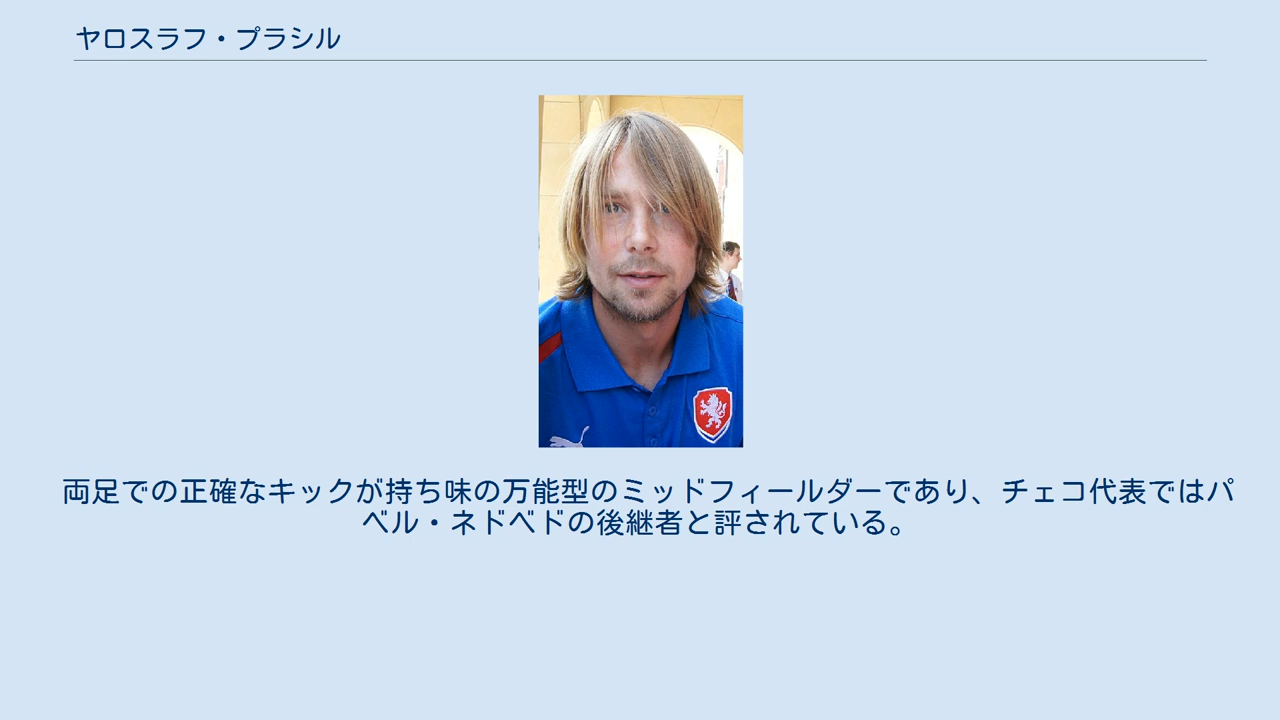 ヤロスラフ・プラシル
両足での正確なキックが持ち味の万能型のミッドフィールダーであり、チェコ代表ではパ
ベル・ネドベドの後継者と評されている。